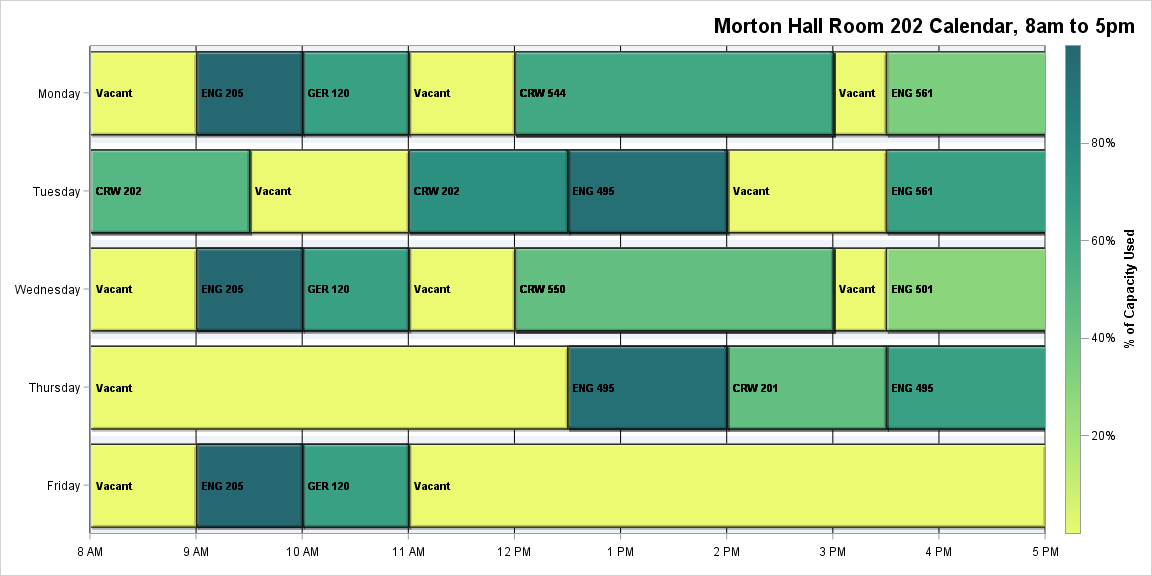 Morton Hall Room 202 Calendar, 8am to 5pm
Monday
Vacant
ENG 205
GER 120
Vacant
CRW 544
Vacant
ENG 561
Tuesday
CRW 202
Vacant
CRW 202
ENG 495
Vacant
ENG 561
Wednesday
Vacant
ENG 205
GER 120
Vacant
CRW 550
Vacant
ENG 501
Thursday
Vacant
ENG 495
CRW 201
ENG 495
Friday
Vacant
ENG 205
GER 120
Vacant
8 AM
9 AM
10 AM
11 AM
12 PM
1 PM
2 PM
3 PM
4 PM
5 PM
80%
60%
40%
20%
% of Capacity Used